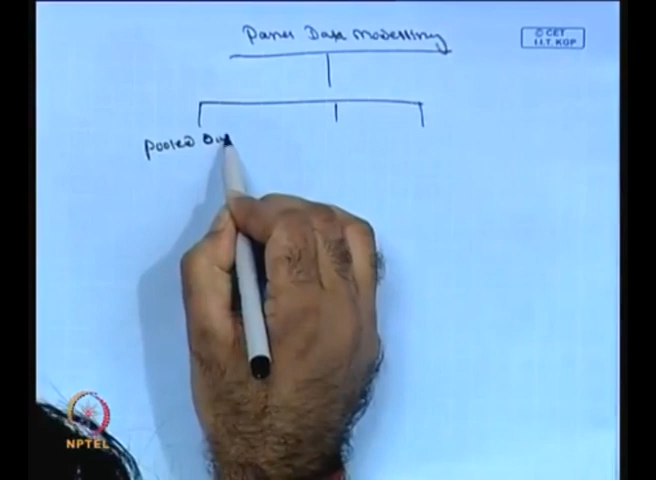 Panel Data Modelling
© CET
I.I.T. KGP
Pooled
NPTEL